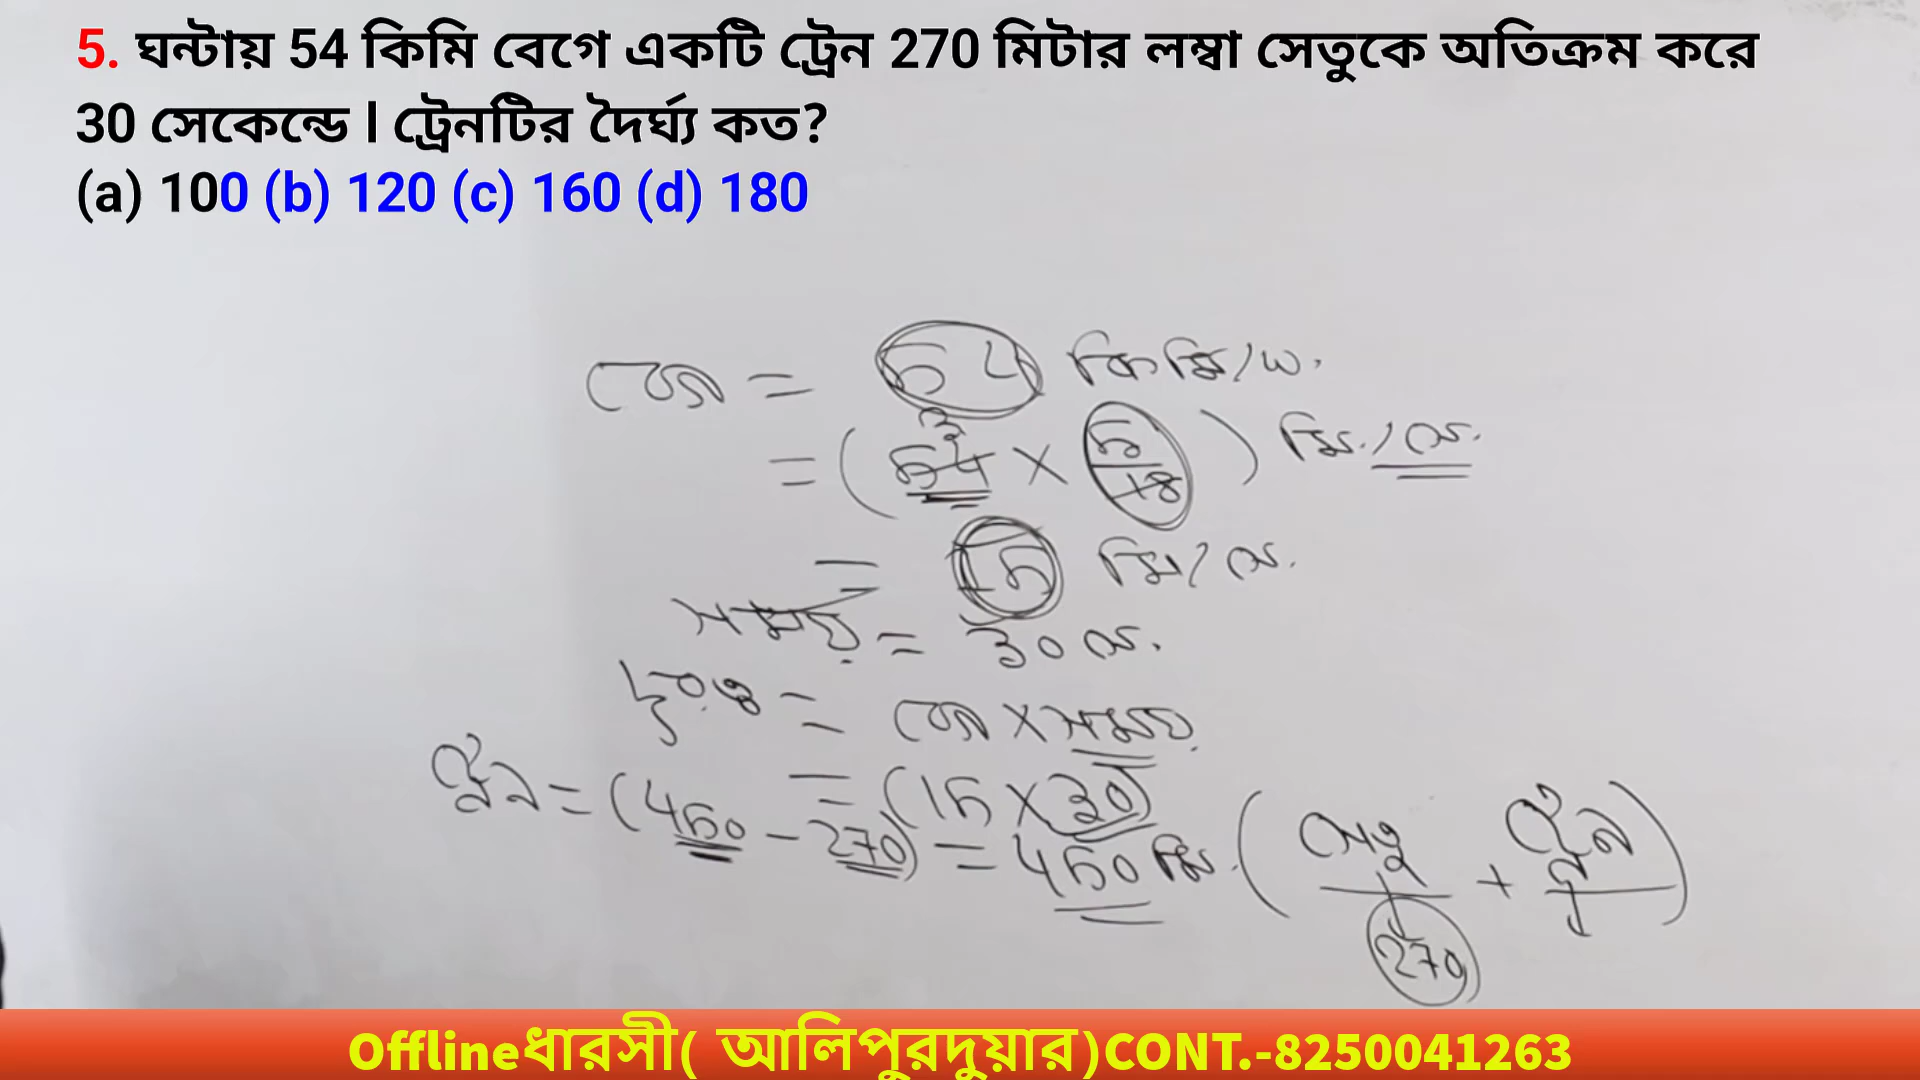 5. ঘন্টায় 54 কিমি বেগে একটি ট্রেন 270 মিটার লম্বা সেতুকে অতিক্রম করে
30 সেকেন্ডে l ট্রেনটির দৈর্ঘ্য কত?
(a) 100 (b) 120 (c) 160 (d) 180
বেগ = 54 কিমি/ঘ.
= (54 3 × 5/18) মি./সে.
= 15 মি/সে.
সময় = 30 সে.
দূরত্ব = বেগ × সময়
= (15 × 30)
= 450 মি. (সেতু + ট্রেন)
270
ট্রেন = (450 - 270)
Offlineধারসী( আলিপুরদুয়ার)CONT.-8250041263